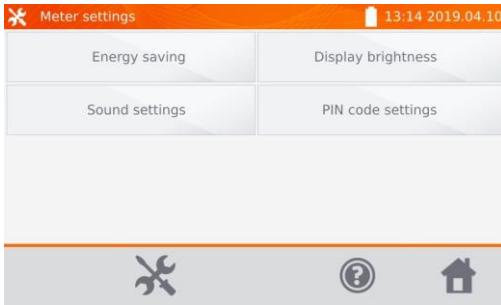 Meter settings 13:14 2019.04.10
Energy saving Display brightness
Sound settings PIN code settings
?